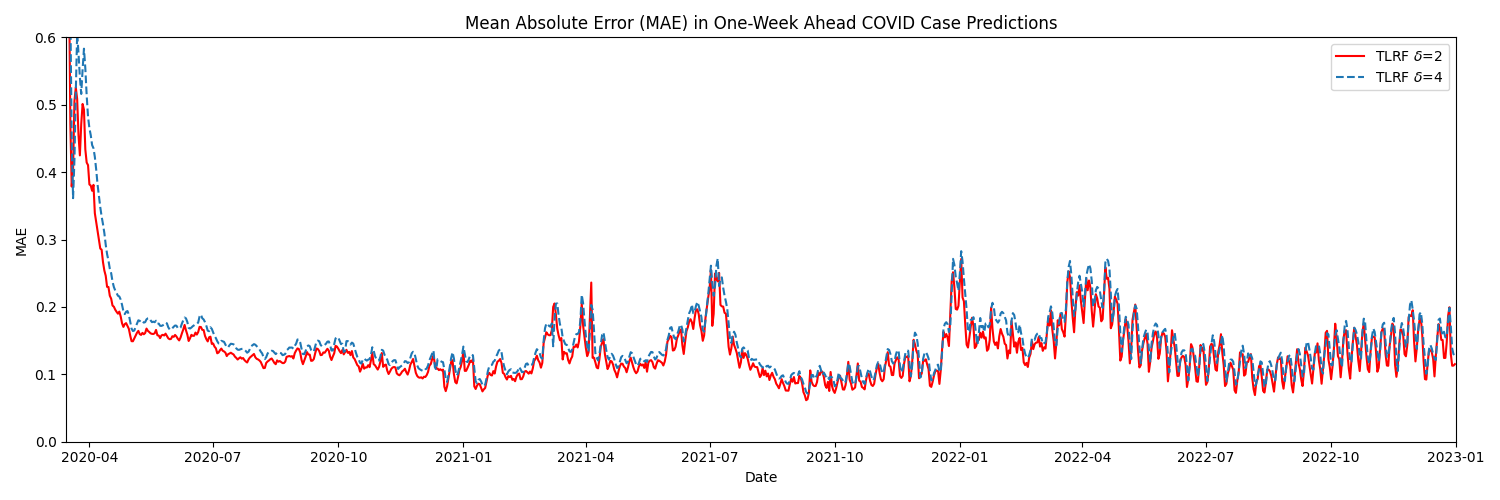 Mean Absolute Error (MAE) in One-Week Ahead COVID Case Predictions
TLRF δ=2
TLRF δ=4
MAE
0.6
0.5
0.4
0.3
0.2
0.1
0.0
2020-04 2020-07 2020-10 2021-01 2021-04 2021-07 2021-10 2022-01 2022-04 2022-07 2022-10 2023-01
Date